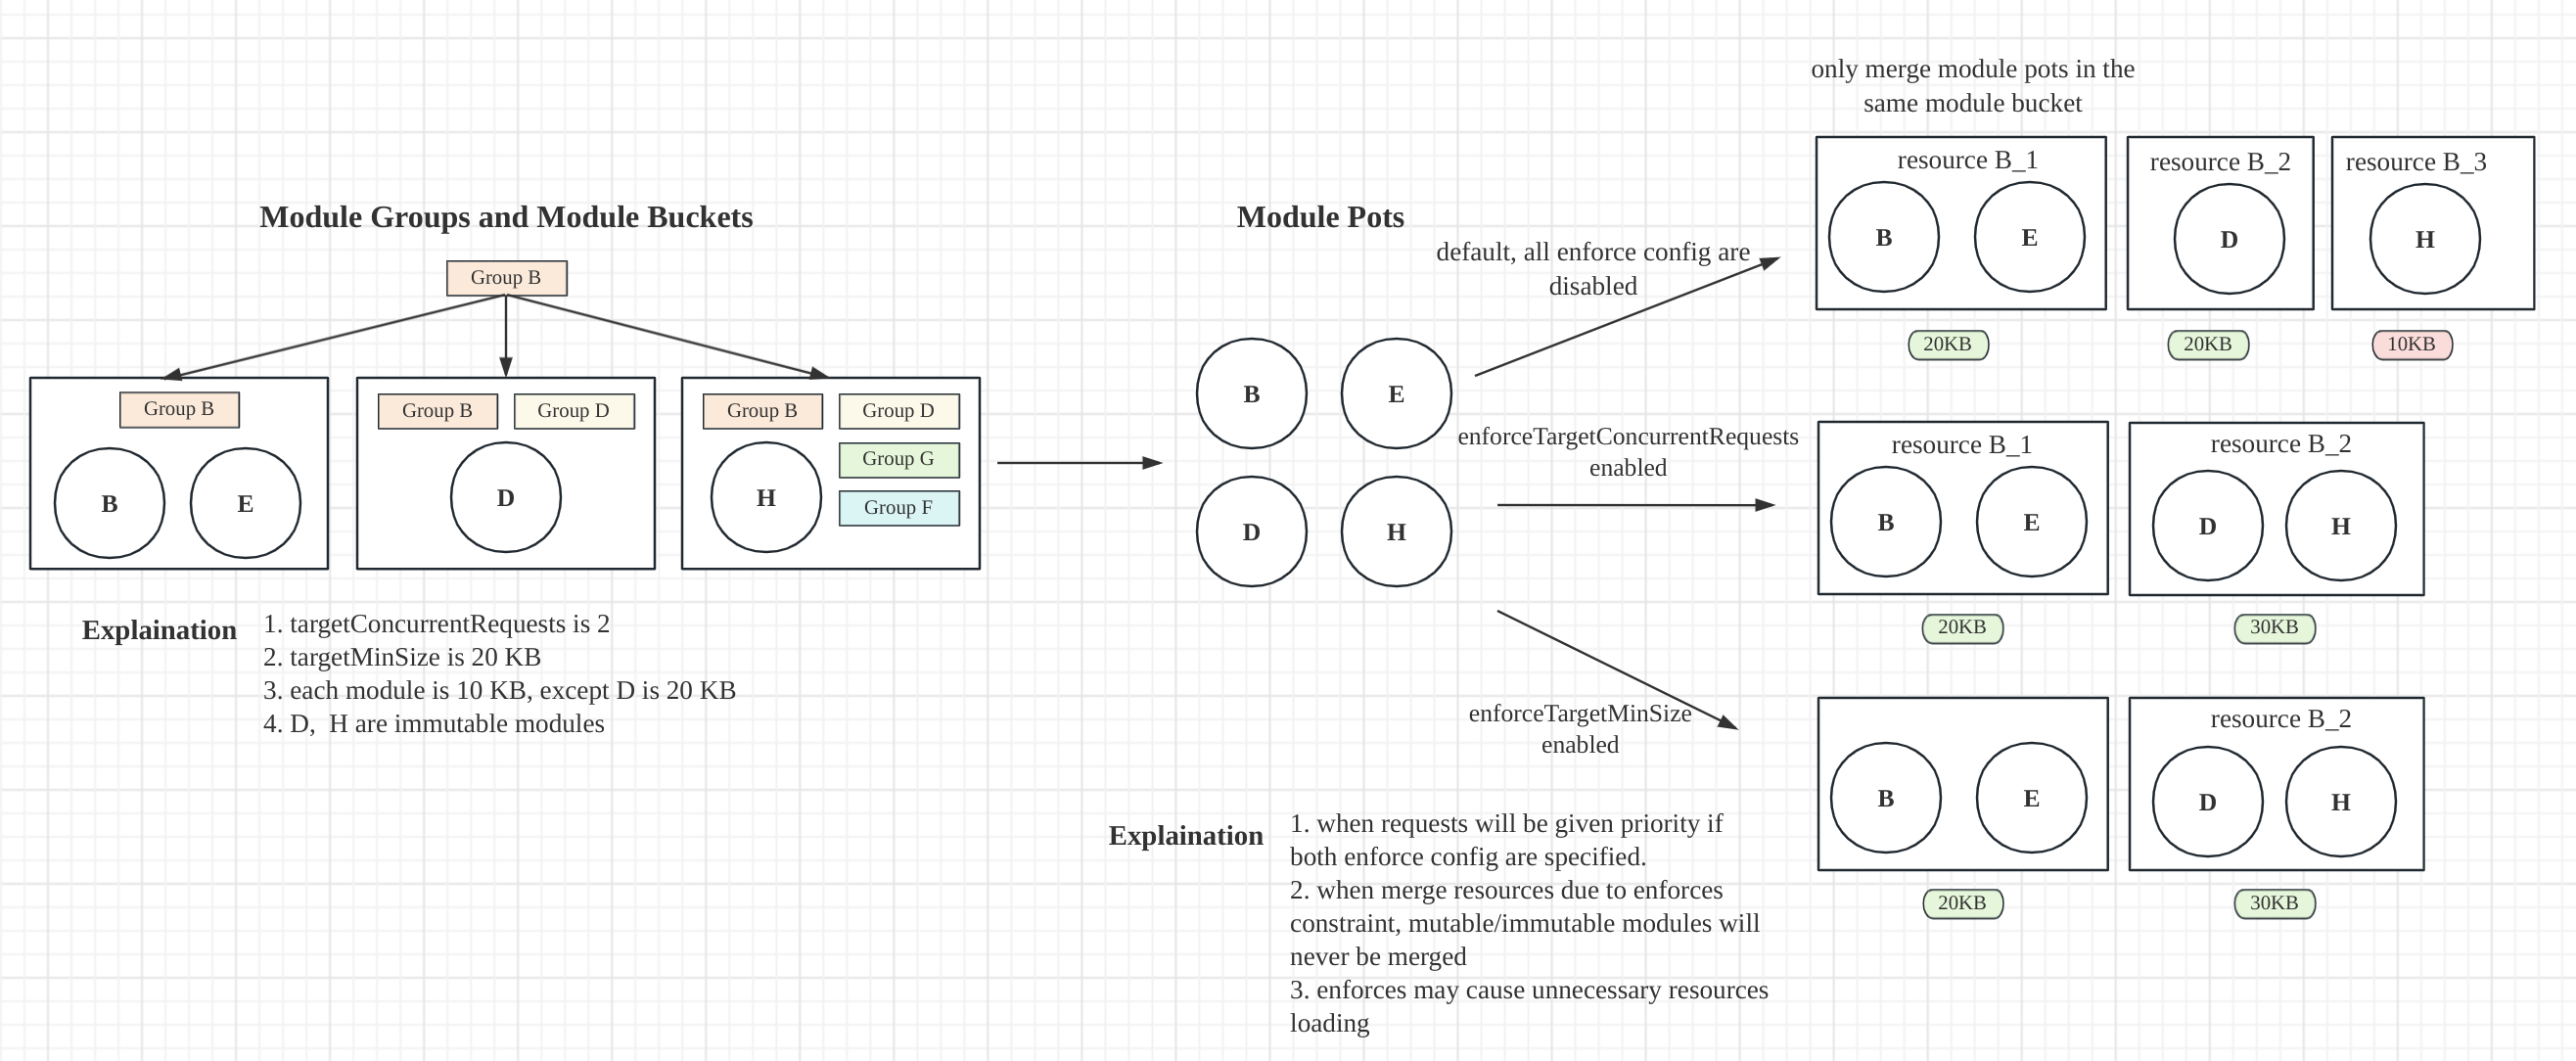 Module Groups and Module Buckets
Group B
Group B
B
E
Group B
Group D
D
Group B
Group D
Group G
Group F
H
Explaination
1. targetConcurrentRequests is 2
2. targetMinSize is 20 KB
3. each module is 10 KB, except D is 20 KB
4. D,  H are immutable modules
Module Pots
B
E
D
H
default, all enforce config are
disabled
enforceTargetConcurrentRequests
enabled
enforceTargetMinSize
enabled
Explaination
1. when requests will be given priority if
both enforce config are specified.
2. when merge resources due to enforces
constraint, mutable/immutable modules will
never be merged
3. enforces may cause unnecessary resources
loading
only merge module pots in the
same module bucket
resource B_1
B
E
20KB
resource B_2
D
20KB
resource B_3
H
10KB
resource B_1
B
E
20KB
resource B_2
D
H
30KB
B
E
20KB
resource B_2
D
H
30KB